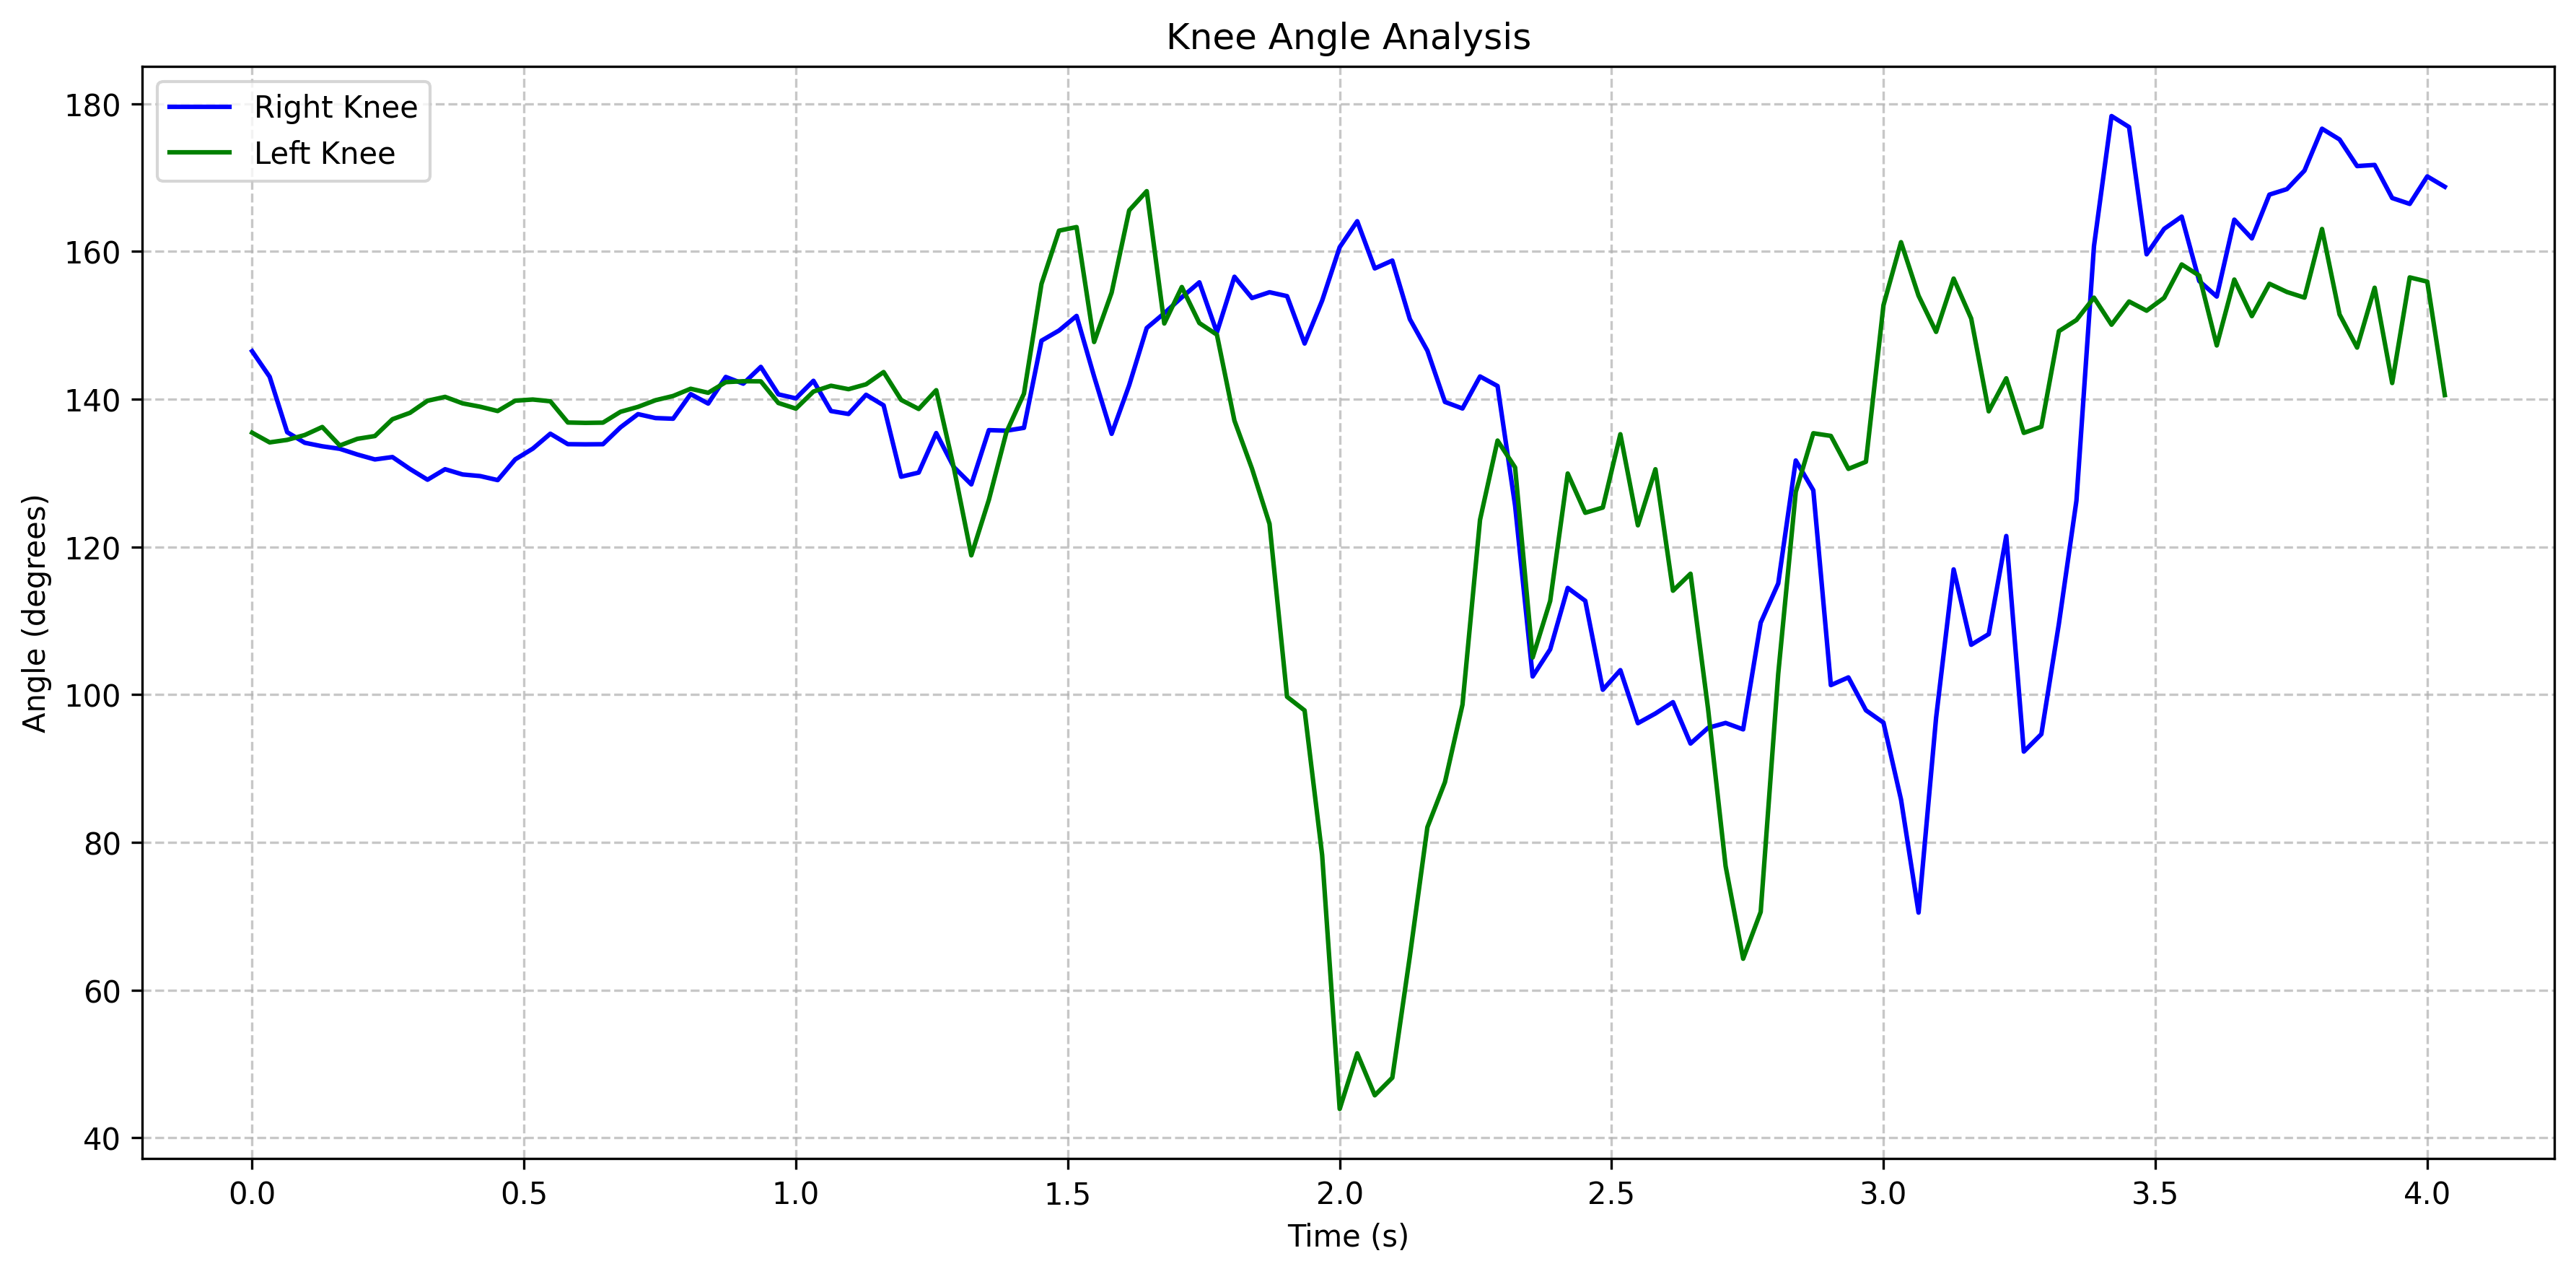 Knee Angle Analysis
Right Knee
Left Knee
Angle (degrees)
180
160
140
120
100
80
60
40
0.0 0.5 1.0 1.5 2.0 2.5 3.0 3.5 4.0
Time (s)